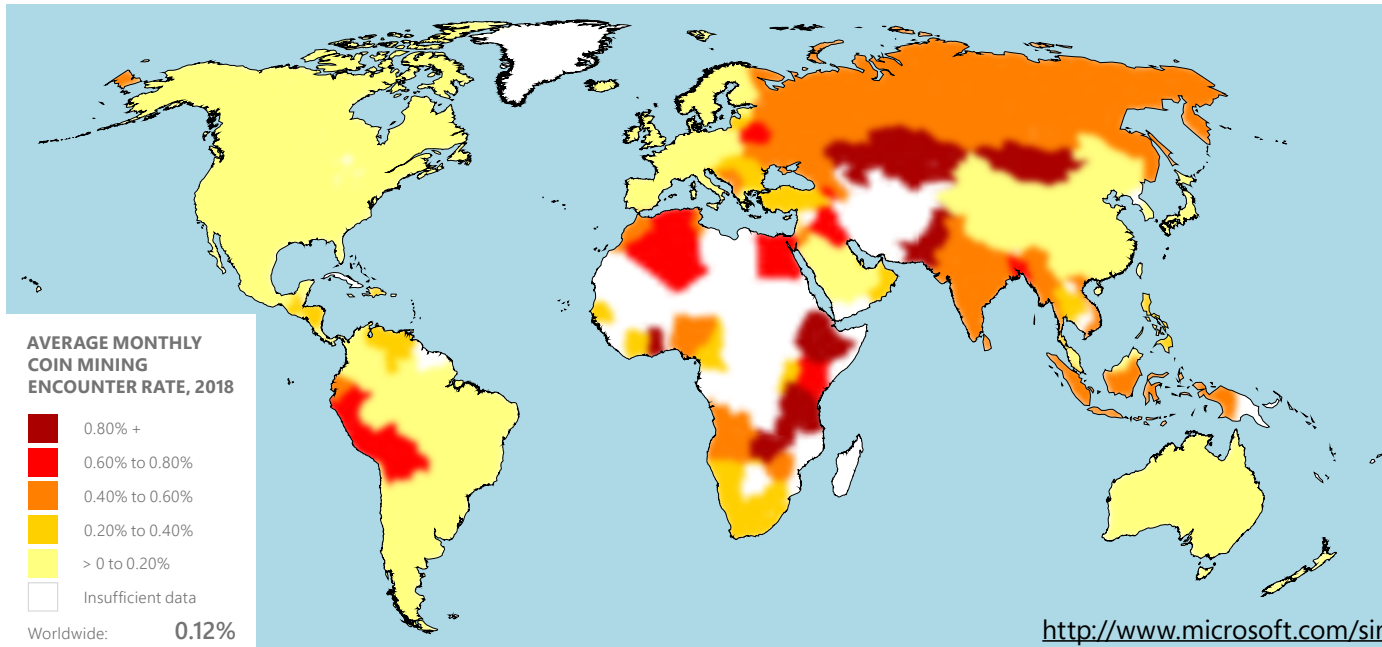 AVERAGE MONTHLY
COIN MINING
ENCOUNTER RATE, 2018
0.80% +
0.60% to 0.80%
0.40% to 0.60%
0.20% to 0.40%
> 0 to 0.20%
Insufficient data
Worldwide: 0.12%
http://www.microsoft.com/sir